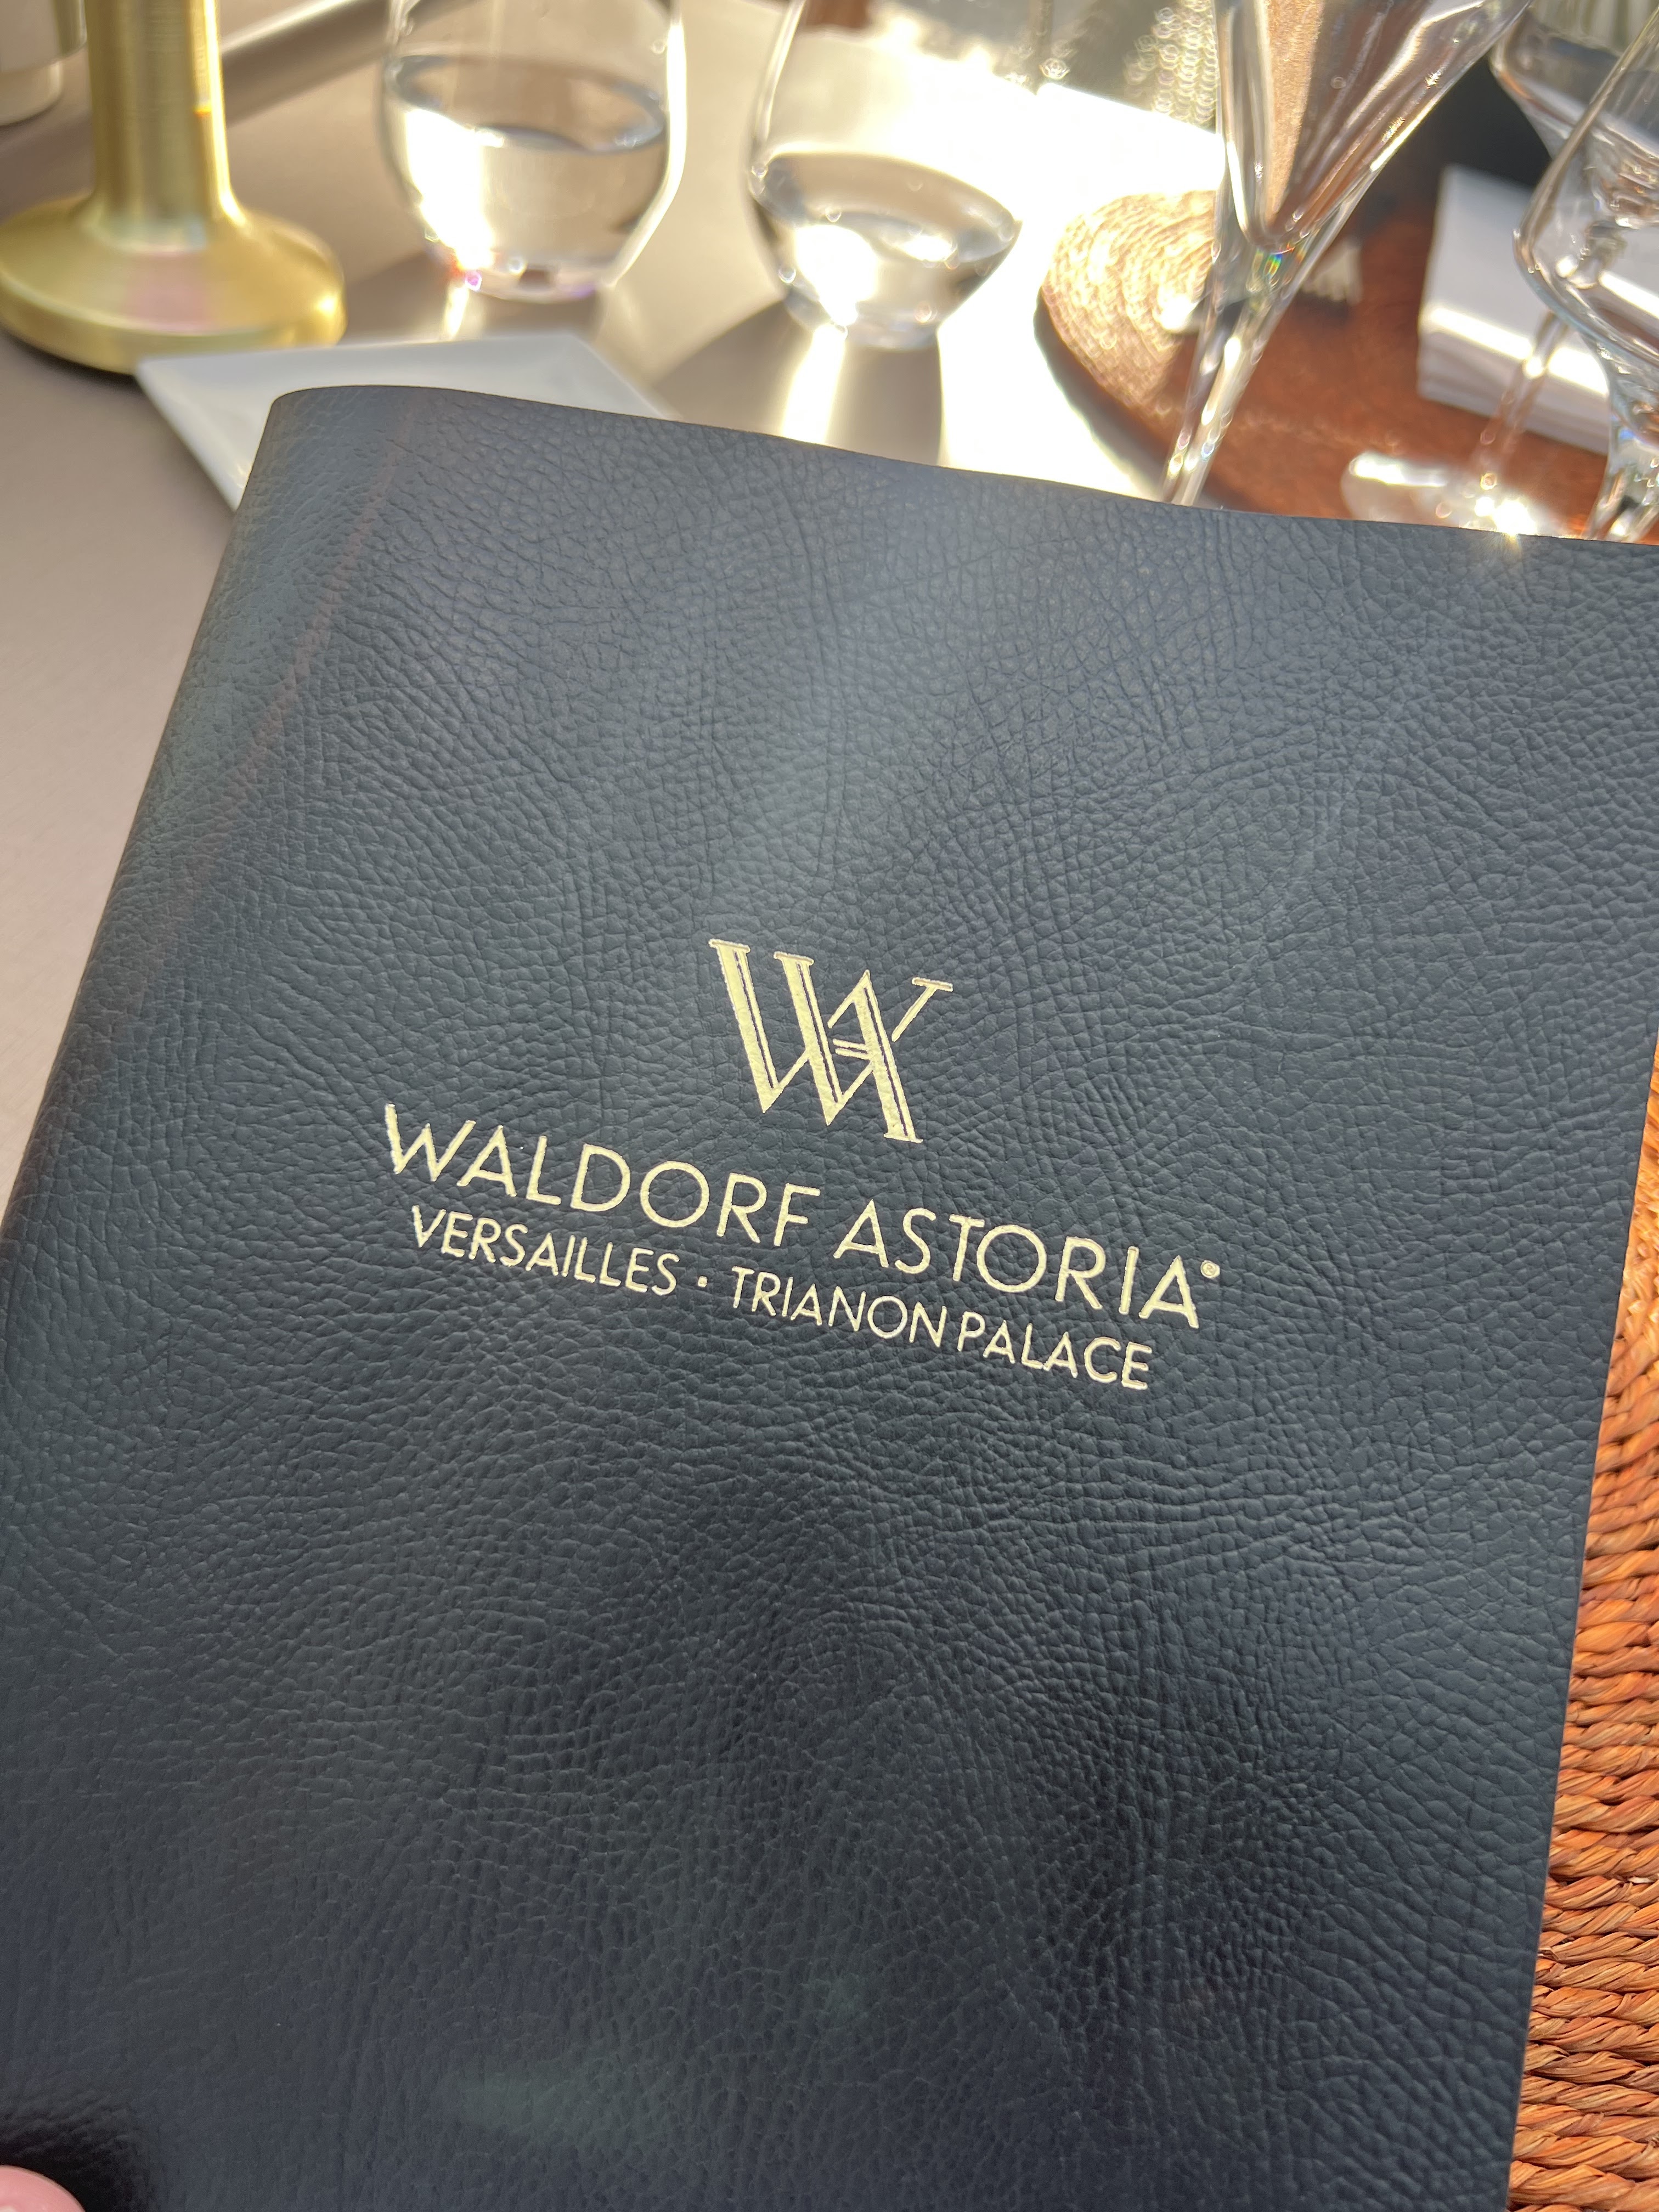 WA
WALDORF ASTORIA®
VERSAILLES • TRIANON PALACE